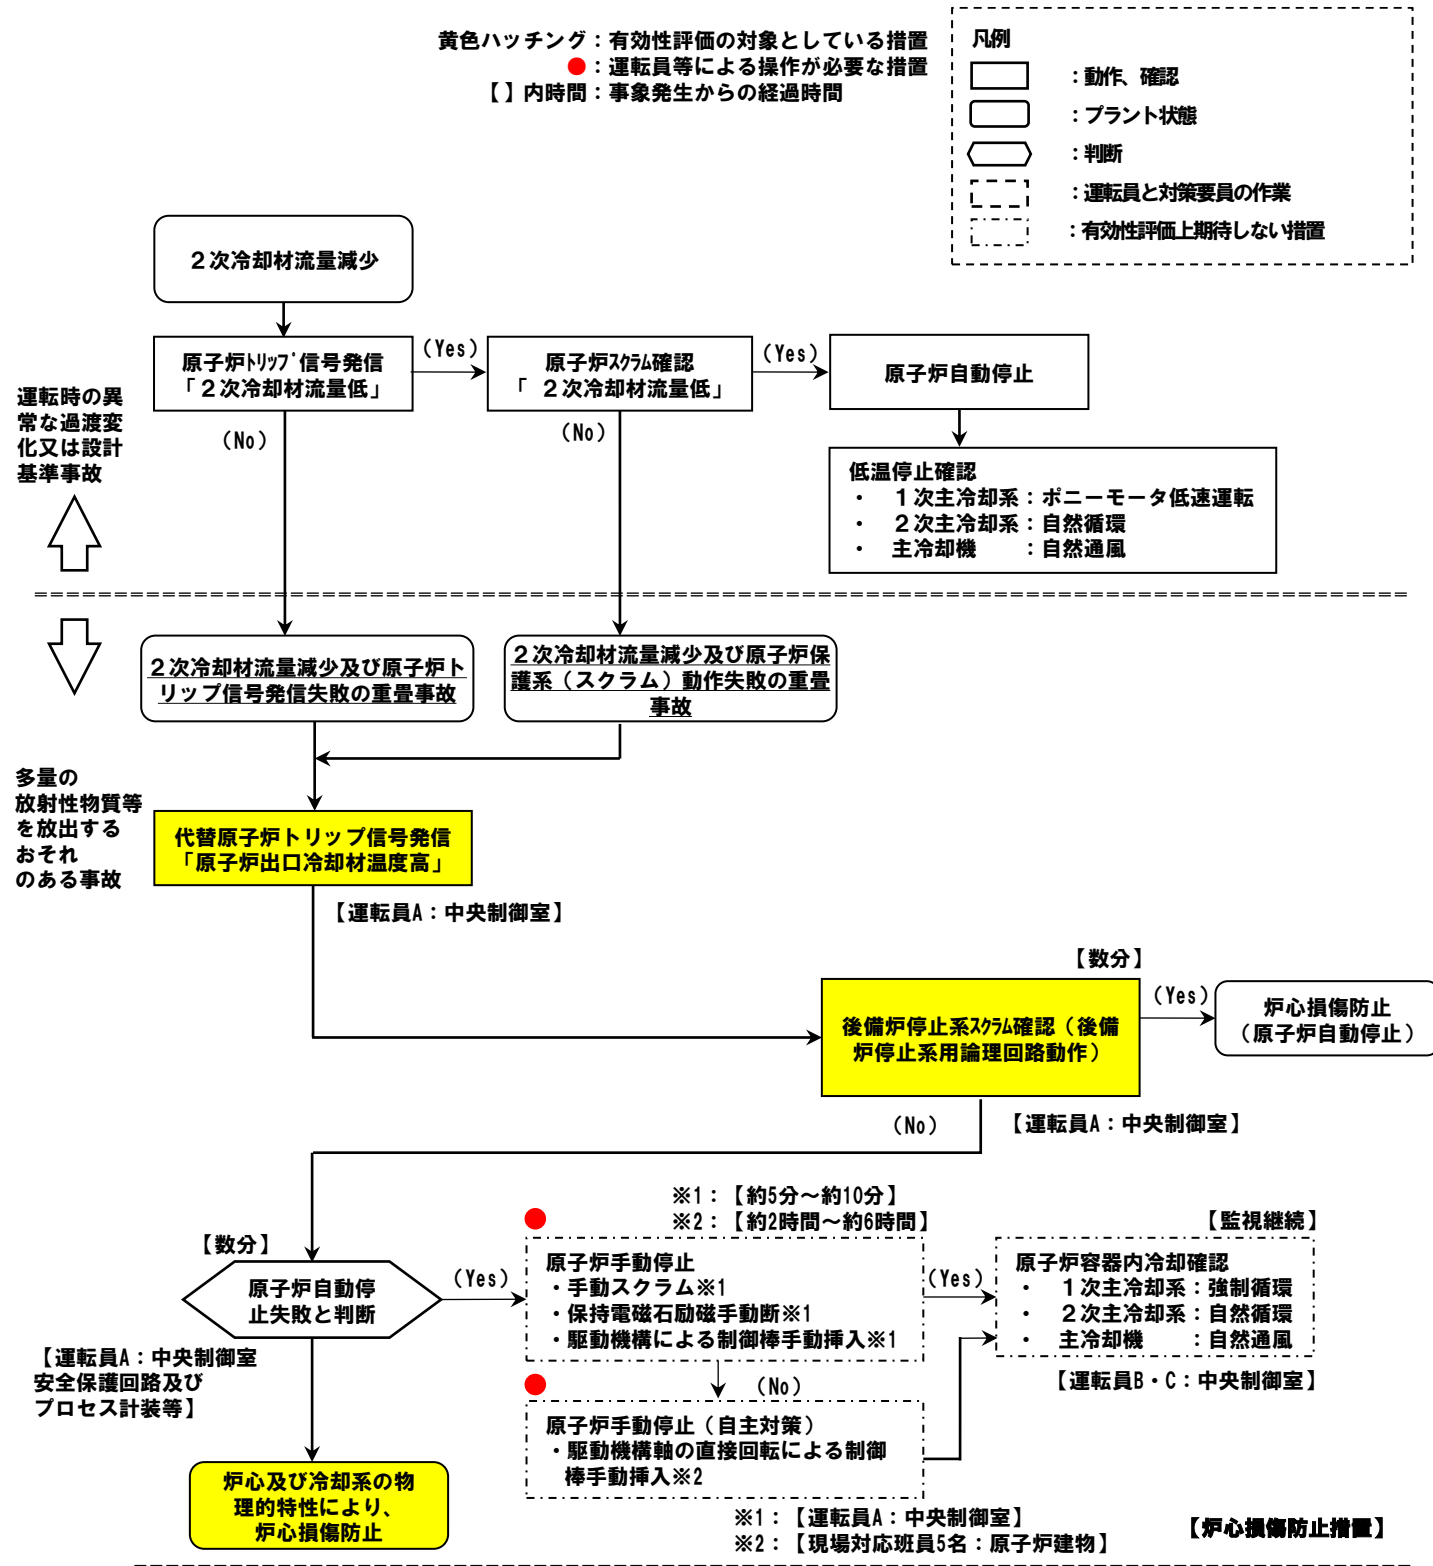 黄色ハッチング：有効性評価の対象としている措置
●：運転員等による操作が必要な措置
【】内時間：事象発生からの経過時間
凡例
：動作、確認
：プラント状態
：判断
：運転員と対策要員の作業
：有効性評価上期待しない措置
２次冷却材流量減少
原子炉ﾄﾘｯﾌﾟ信号発信
「２次冷却材流量低」
（Yes）
原子炉ｽｸﾗﾑ確認
「 ２次冷却材流量低」
（Yes）
原子炉自動停止
運転時の異
常な過渡変
化又は設計
基準事故
（No）
（No）
低温停止確認
・ １次主冷却系：ポニーモータ低速運転
・ ２次主冷却系：自然循環
・ 主冷却機 ：自然通風
２次冷却材流量減少及び原子炉ト
リップ信号発信失敗の重畳事故
２次冷却材流量減少及び原子炉保
護系（スクラム）動作失敗の重畳
事故
多量の
放射性物質等
を放出する
おそれ
のある事故
代替原子炉トリップ信号発信
「原子炉出口冷却材温度高」
【運転員A：中央制御室】
【数分】
後備炉停止系ｽｸﾗﾑ確認（後備
炉停止系用論理回路動作）
（Yes）
炉心損傷防止
（原子炉自動停止）
（No）
【運転員A：中央制御室】
※1：【約5分～約10分】
※2：【約2時間～約6時間】
【数分】
原子炉自動停
止失敗と判断
（Yes）
原子炉手動停止
・手動スクラム※1
・保持電磁石励磁手動断※1
・駆動機構による制御棒手動挿入※1
（Yes）
【監視継続】
原子炉容器内冷却確認
・ １次主冷却系：強制循環
・ ２次主冷却系：自然循環
・ 主冷却機 ：自然通風
【運転員B・C：中央制御室】
【運転員A：中央制御室
安全保護回路及び
プロセス計装等】
（No）
原子炉手動停止（自主対策）
・駆動機構軸の直接回転による制御
棒手動挿入※2
炉心及び冷却系の物
理的特性により、
炉心損傷防止
※1：【運転員A：中央制御室】
※2：【現場対応班員5名：原子炉建物】
【炉心損傷防止措置】